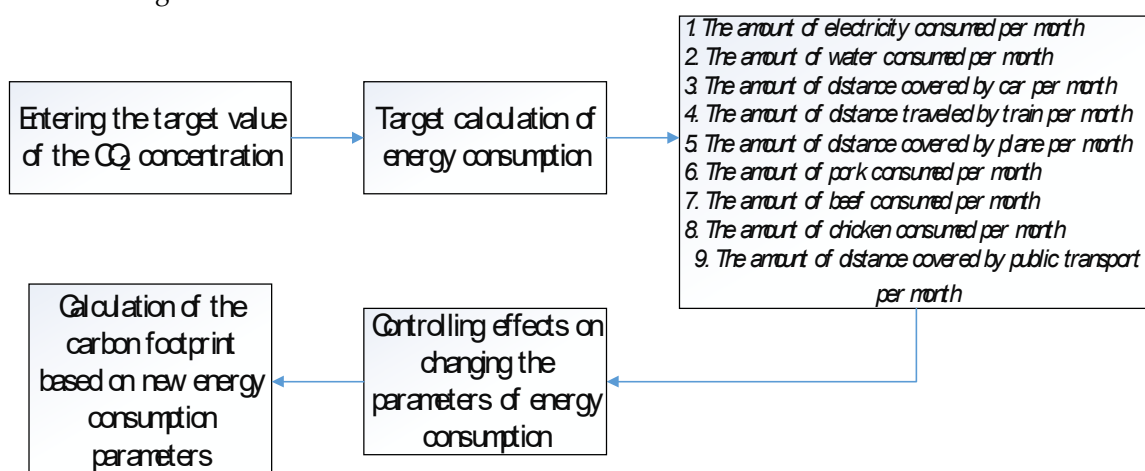 Entering the target value
of the CO2 concentration
Target calculation of
energy consumption
1. The amount of electricity consumed per month
2. The amount of water consumed per month
3. The amount of distance covered by car per month
4. The amount of distance traveled by train per month
5. The amount of distance covered by plane per month
6. The amount of pork consumed per month
7. The amount of beef consumed per month
8. The amount of chicken consumed per month
9. The amount of distance covered by public transport
per month
Controlling effects on
changing the
parameters of energy
consumption
Calculation of the
carbon footprint
based on new energy
consumption
parameters